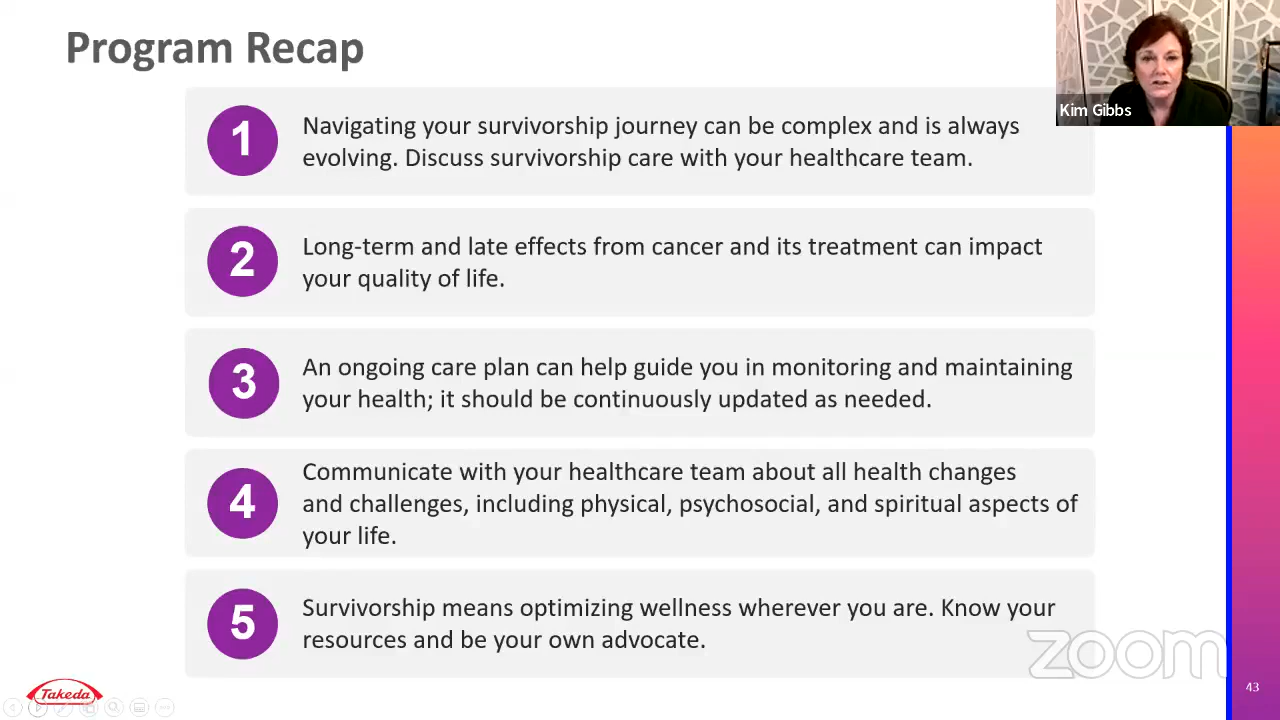 Program Recap
Kim Gibbs
1
Navigating your survivorship journey can be complex and is always
evolving. Discuss survivorship care with your healthcare team.
2
Long-term and late effects from cancer and its treatment can impact
your quality of life.
3
An ongoing care plan can help guide you in monitoring and maintaining
your health; it should be continuously updated as needed.
4
Communicate with your healthcare team about all health changes
and challenges, including physical, psychosocial, and spiritual aspects of
your life.
5
Survivorship means optimizing wellness wherever you are. Know your
resources and be your own advocate.
zoom
Takeda
43